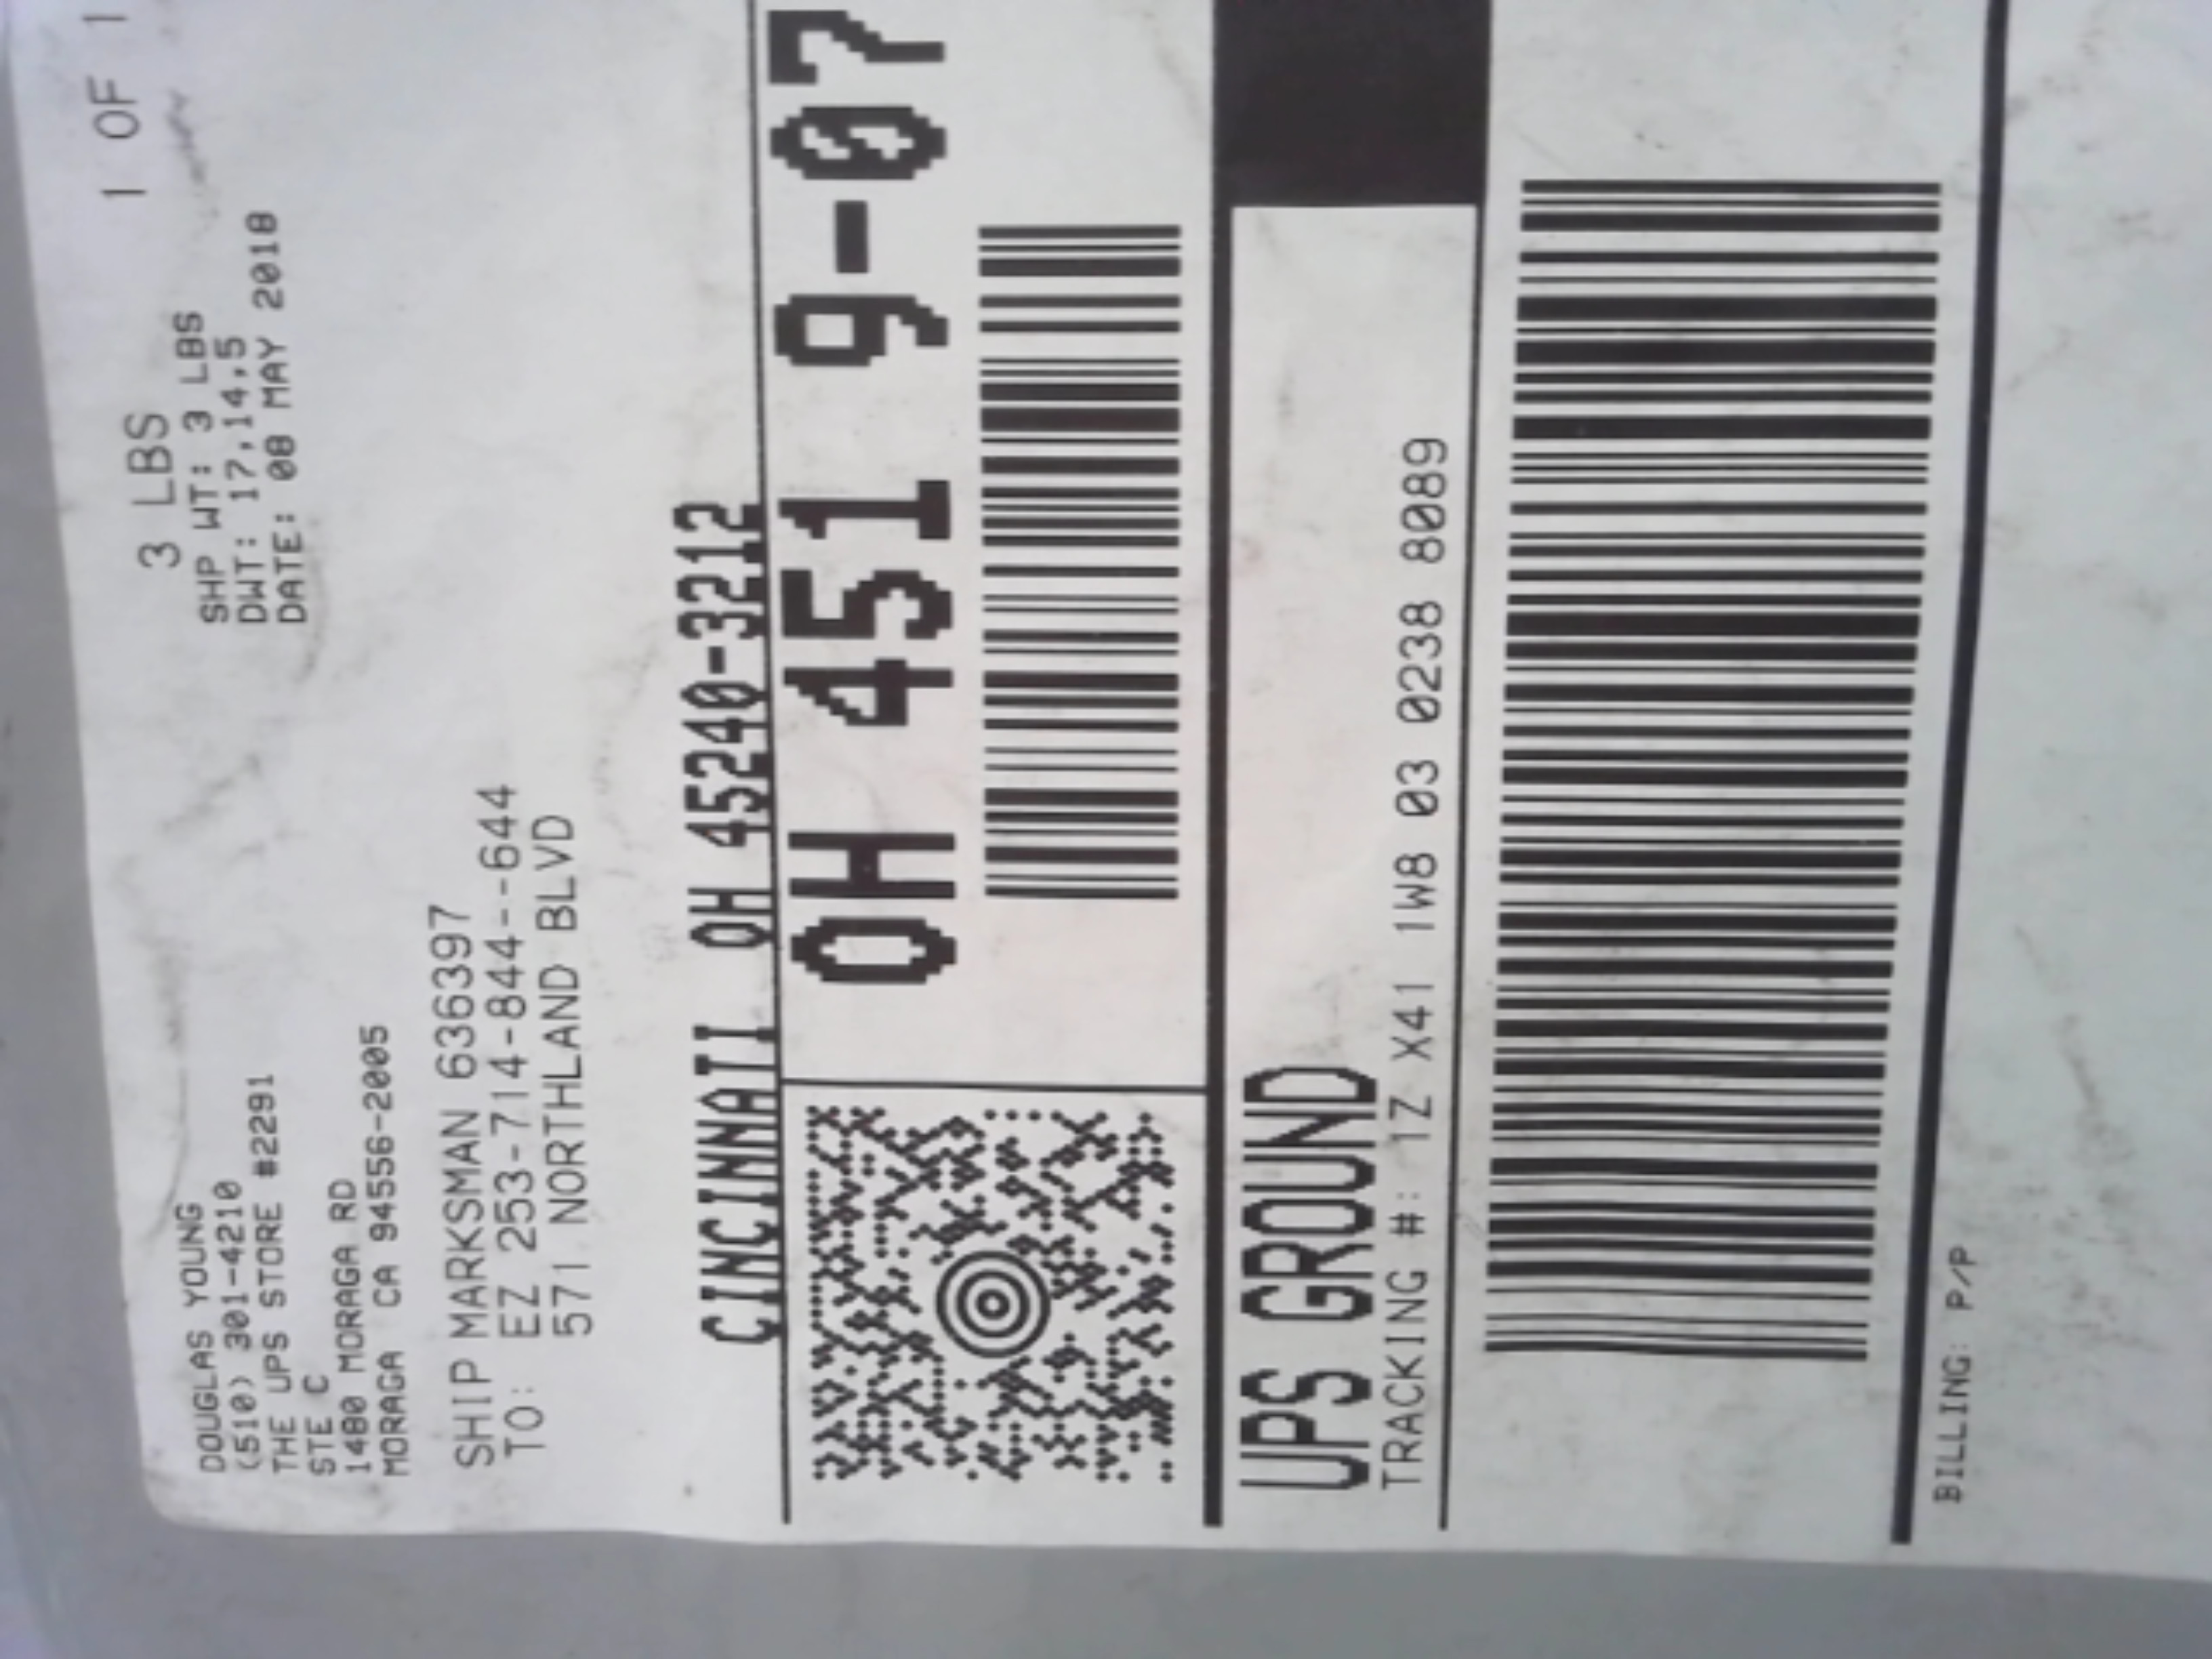 DOUGLAS YOUNG
(510) 301-4210
THE UPS STORE #2291
STE C
1480 MORAGA RD
MORAGA CA 94556-2005
3 LBS
1 OF 1
SHP WT: 3 LBS
DWT: 17,14,5
DATE: 08 MAY 2018
SHIP MARKSMAN 636397
TO: EZ 253-714-844--644
571 NORTHLAND BLVD
CINCINNATI OH 45240-3212
OH 451 9-07
UPS GROUND
TRACKING #: 1Z X41 1W8 03 0238 8089
BILLING: P/P